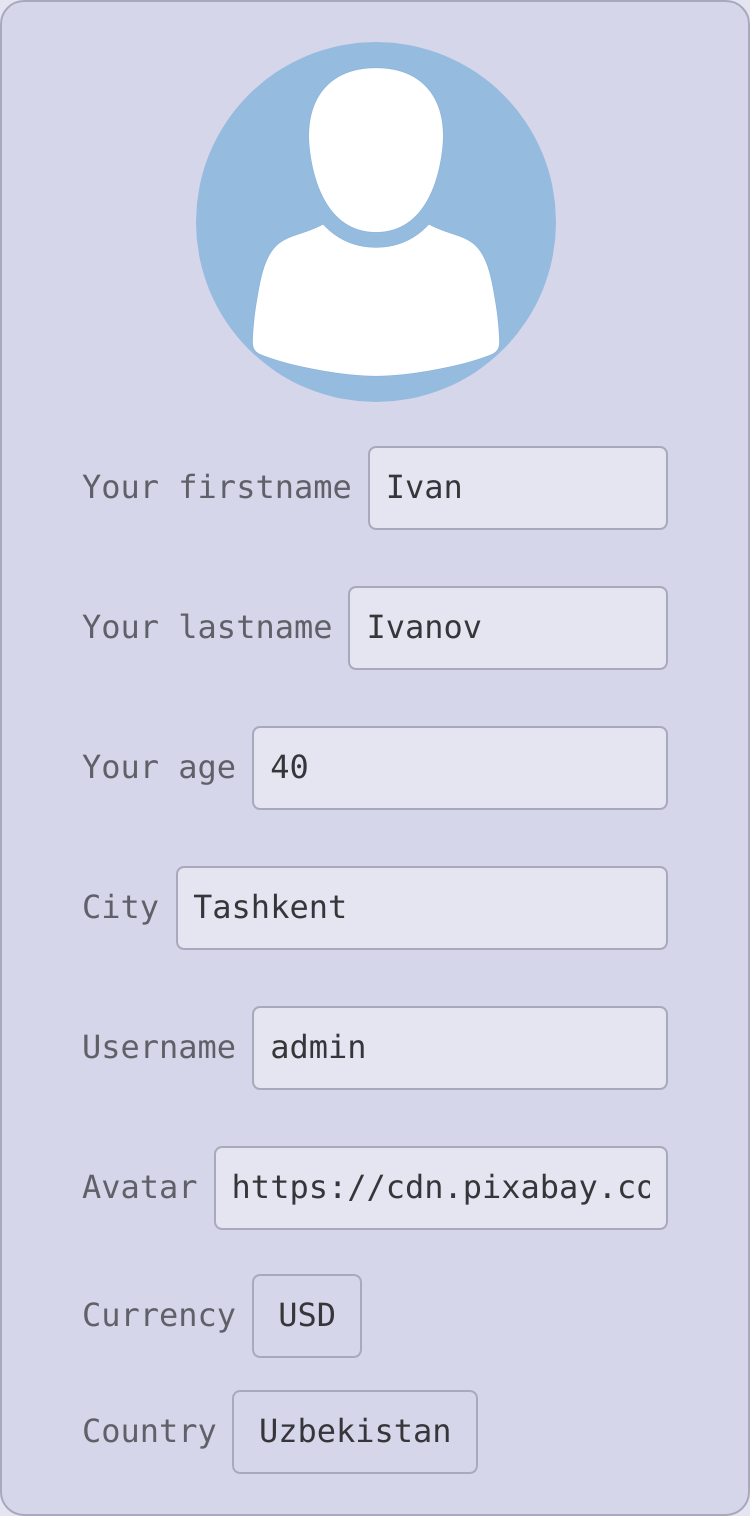 Your firstname Ivan
Your lastname Ivanov
Your age 40
City Tashkent
Username admin
Avatar https://cdn.pixabay.cc
Currency USD
Country Uzbekistan